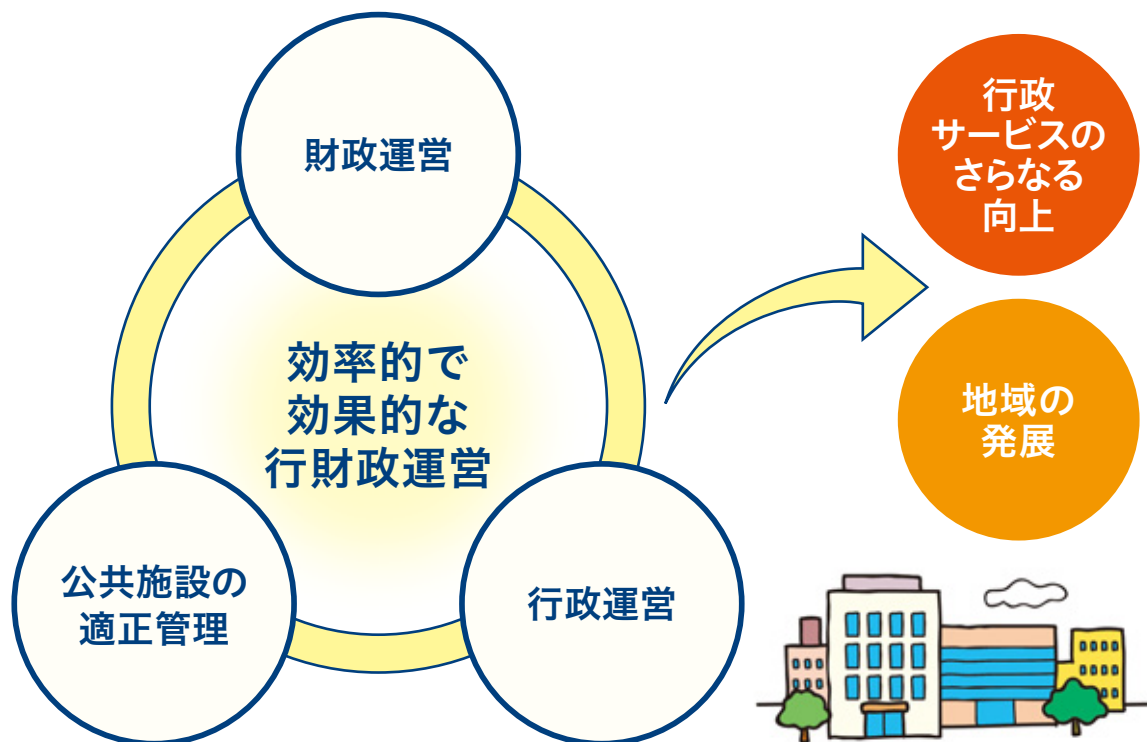 財政運営
効率的で
効果的な
行財政運営
公共施設の
適正管理
行政運営
行政
サービスの
さらなる
向上
地域の
発展